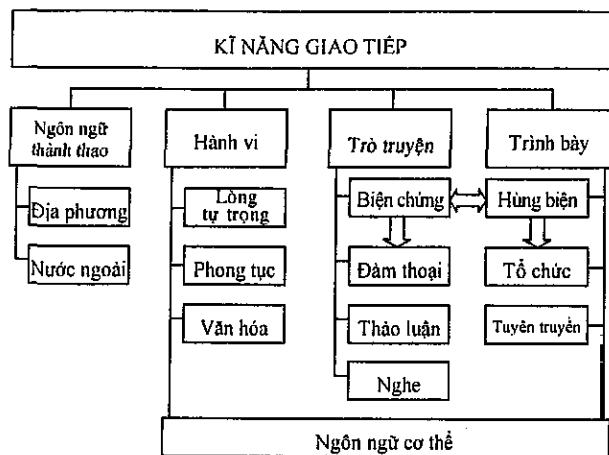 KĨ NĂNG GIAO TIẾP
Ngôn ngữ
thành thao
Hành vi
Trò truyện
Trình bày
Địa phương
Lòng
tự trọng
Biện chứng
Hùng biện
Nước ngoài
Phong tục
Đàm thoại
Tổ chức
Văn hóa
Thảo luận
Tuyên truyền
Nghe
Ngôn ngữ cơ thể